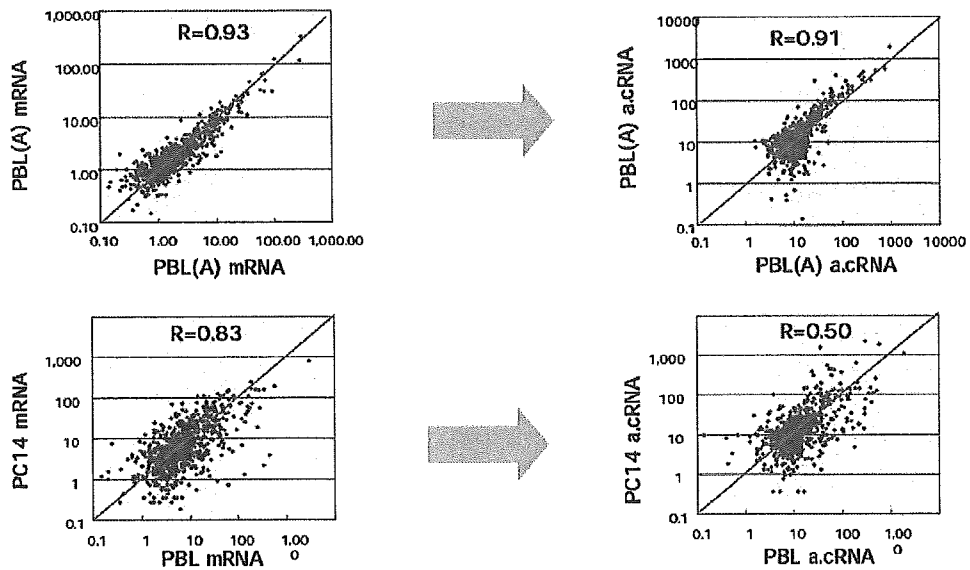 R=0.93
PBL(A) mRNA
1,000.00
100.00
10.00
1.00
0.10
0.10 1.00 10.00 100.00 1,000.00
PBL(A) mRNA
R=0.91
PBL(A) a.cRNA
10000
1000
100
10
1
0.1
0.1 1 10 100 1000 10000
PBL(A) a.cRNA
R=0.83
PC14 mRNA
1,000
100
10
1
0.1
0.1 1 10 100 1.00
0
PBL mRNA
R=0.50
PC14 a.cRNA
1,000
100
10
1
0.1
0.1 1 10 100 1.00
0
PBL a.cRNA